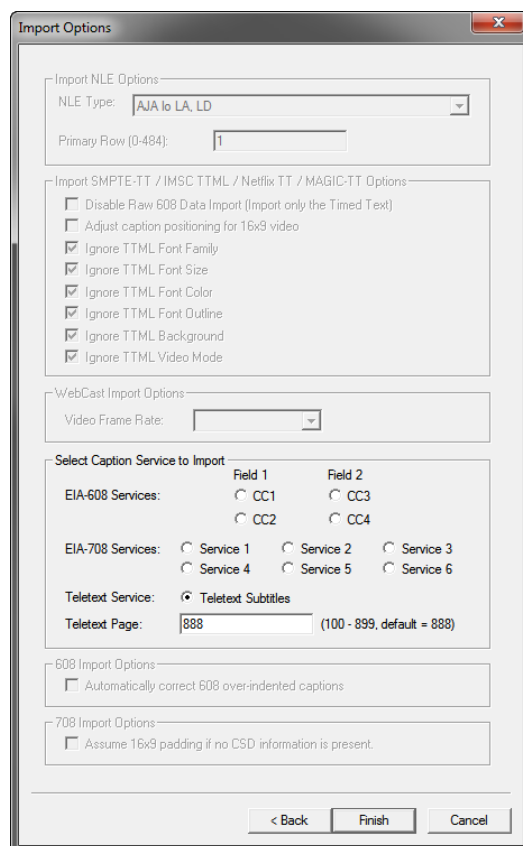 Import Options
Import NLE Options
NLE Type: AJA Io LA, LD
Primary Row (0-484): 1
Import SMPTE-TT / IMSC TTML / Netflix TT / MAGIC-TT Options
Disable Raw 608 Data Import (Import only the Timed Text)
Adjust caption positioning for 16x9 video
Ignore TTML Font Family
Ignore TTML Font Size
Ignore TTML Font Color
Ignore TTML Font Outline
Ignore TTML Background
Ignore TTML Video Mode
WebCast Import Options
Video Frame Rate:
Select Caption Service to Import
Field 1 Field 2
EIA-608 Services: CC1 CC3
CC2 CC4
EIA-708 Services: Service 1 Service 2 Service 3
Service 4 Service 5 Service 6
Teletext Service: Teletext Subtitles
Teletext Page: 888 (100 - 899, default = 888)
608 Import Options
Automatically correct 608 over-indented captions
708 Import Options
Assume 16x9 padding if no CSD information is present.
< Back Finish Cancel